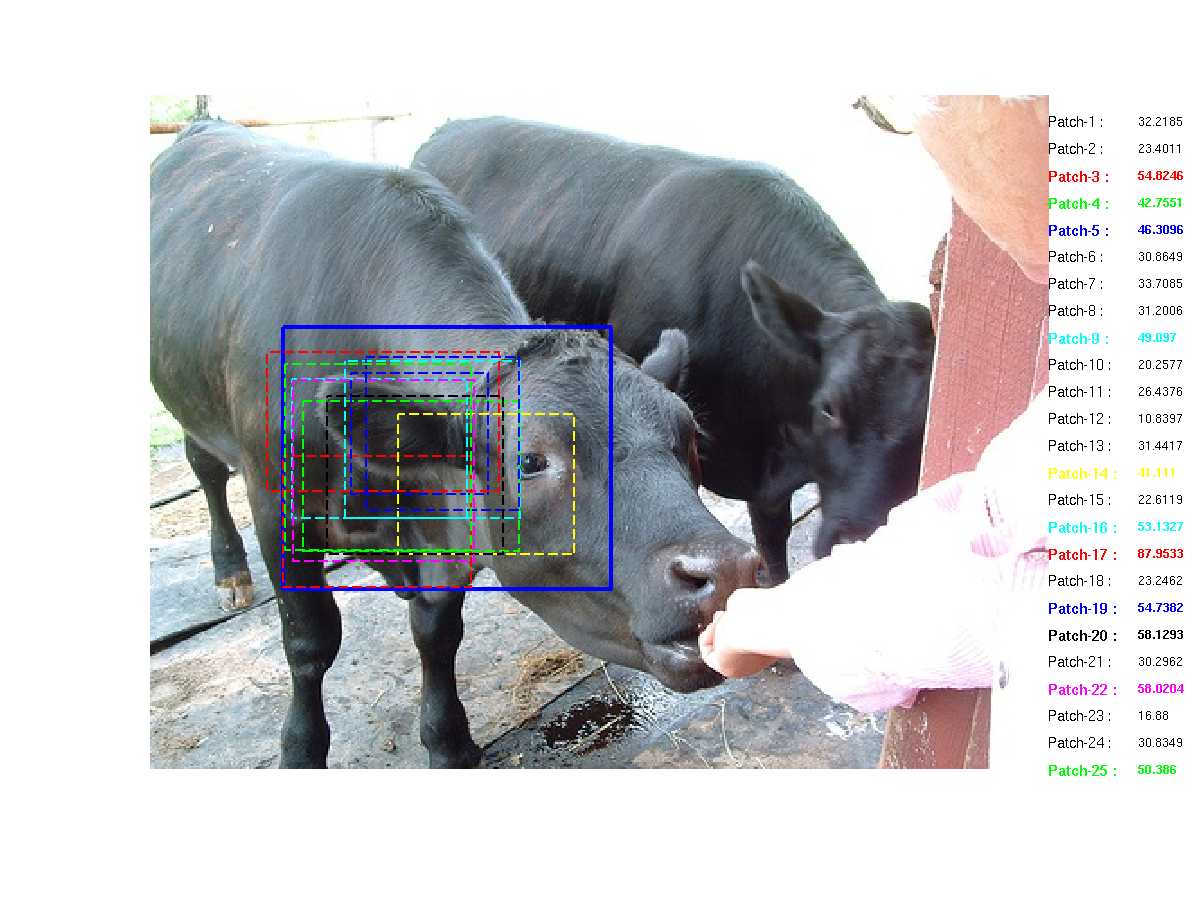 Patch-1 : 32.2185
Patch-2 : 23.4011
Patch-3 : 54.8246
Patch-4 : 42.7551
Patch-5 : 46.3096
Patch-6 : 30.8649
Patch-7 : 33.7085
Patch-8 : 31.2006
Patch-9 : 49.097
Patch-10 : 20.2577
Patch-11 : 26.4376
Patch-12 : 10.8397
Patch-13 : 31.4417
Patch-14 : 41.111
Patch-15 : 22.6119
Patch-16 : 53.1327
Patch-17 : 87.9533
Patch-18 : 23.2462
Patch-19 : 54.7382
Patch-20 : 58.1293
Patch-21 : 30.2962
Patch-22 : 58.0204
Patch-23 : 16.88
Patch-24 : 30.8349
Patch-25 : 50.386